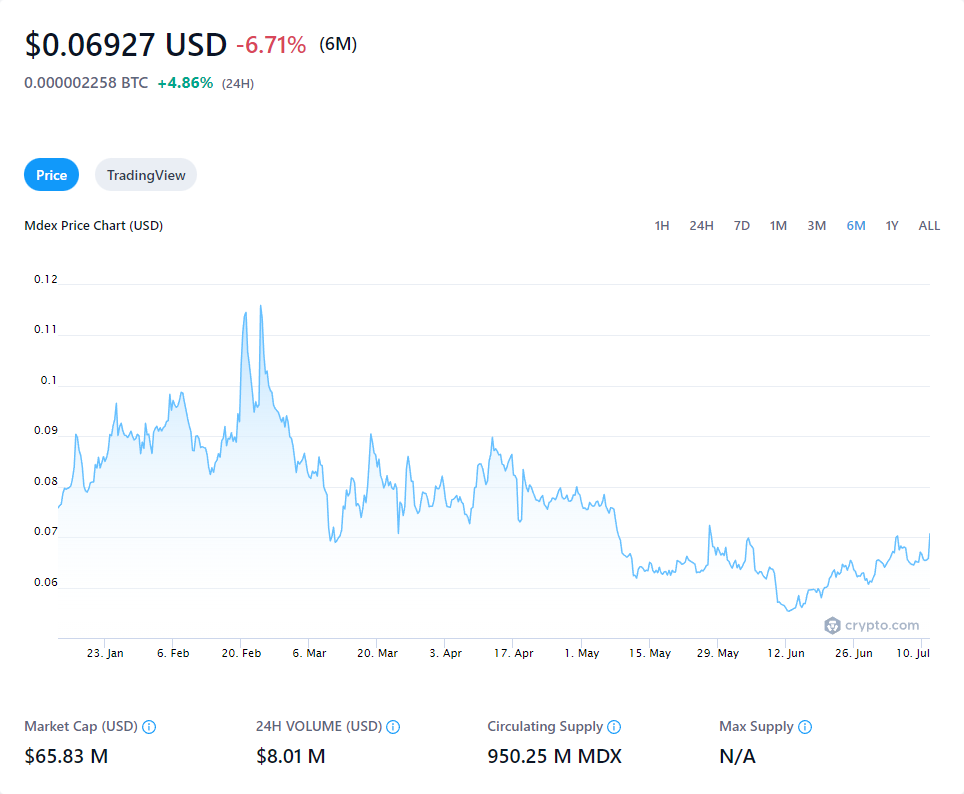 $0.06927 USD -6.71% (6M)
0.000002258 BTC +4.86% (24H)
Price TradingView
Mdex Price Chart (USD) 1H 24H 7D 1M 3M 6M 1Y ALL
0.12
0.11
0.1
0.09
0.08
0.07
0.06
crypto.com
23. Jan 6. Feb 20. Feb 6. Mar 20. Mar 3. Apr 17. Apr 1. May 15. May 29. May 12. Jun 26. Jun 10. Jul
Market Cap (USD) 24H VOLUME (USD) Circulating Supply Max Supply
$65.83 M $8.01 M 950.25 M MDX N/A